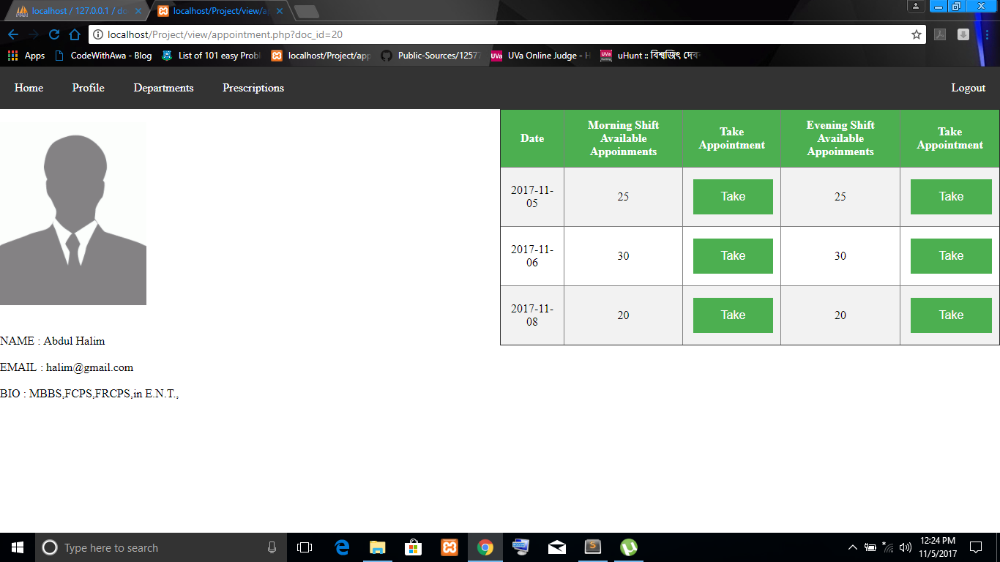 localhost / 127.0.0.1 / do
localhost/Project/view/a
localhost/Project/view/appointment.php?doc_id=20
Apps CodeWithAwa - Blog List of 101 easy Probl localhost/Project/app Public-Sources/12577 UVa Online Judge - H uHunt :: বিশ্বজিৎ দেব
Home Profile Departments Prescriptions Logout
Date
Morning Shift
Available
Appoinments
Take
Appointment
Evening Shift
Available
Appoinments
Take
Appointment
2017-11-
05
25 Take 25 Take
2017-11-
06
30 Take 30 Take
2017-11-
08
20 Take 20 Take
NAME : Abdul Halim
EMAIL : halim@gmail.com
BIO : MBBS,FCPS,FRCPS,in E.N.T.,
Type here to search
12:24 PM
11/5/2017